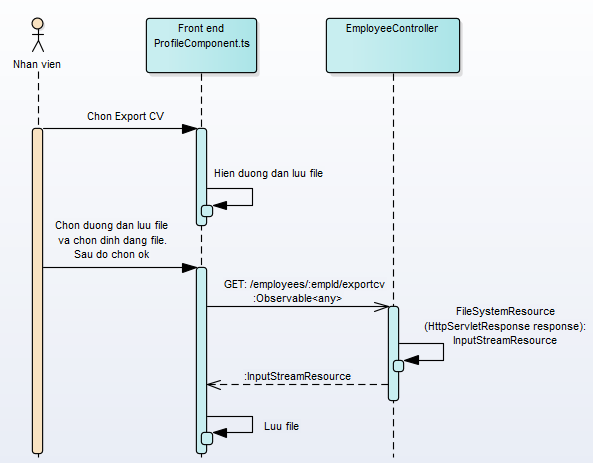 Front end
ProfileComponent.ts
EmployeeController
Nhan vien
Chon Export CV
Hien duong dan luu file
Chon duong dan luu file
va chon dinh dang file.
Sau do chon ok
GET: /employees/:empId/exportcv
:Observable<any>
FileSystemResource
(HttpServletResponse response):
InputStreamResource
:InputStreamResource
Luu file